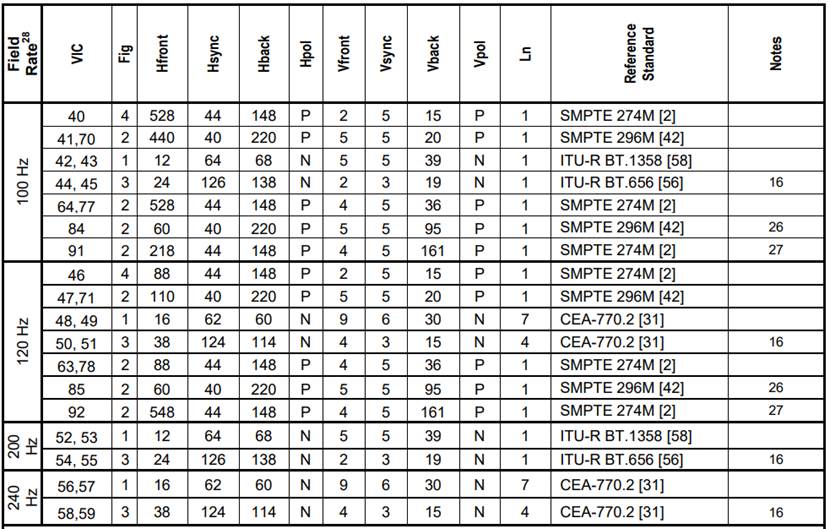 Field Rate28 VIC Fig Hfront Hsync Hback Hpol Vfront Vsync Vback Vpol Ln Reference Standard Notes
100 Hz
40 4 528 44 148 P 2 5 15 P 1 SMPTE 274M [2]
41,70 2 440 40 220 P 5 5 20 P 1 SMPTE 296M [42]
42, 43 1 12 64 68 N 5 5 39 N 1 ITU-R BT.1358 [58]
44, 45 3 24 126 138 N 2 3 19 N 1 ITU-R BT.656 [56] 16
64,77 2 528 44 148 P 4 5 36 P 1 SMPTE 274M [2]
84 2 60 40 220 P 5 5 95 P 1 SMPTE 296M [42] 26
91 2 218 44 148 P 4 5 161 P 1 SMPTE 274M [2] 27
120 Hz
46 4 88 44 148 P 2 5 15 P 1 SMPTE 274M [2]
47,71 2 110 40 220 P 5 5 20 P 1 SMPTE 296M [42]
48, 49 1 16 62 60 N 9 6 30 N 7 CEA-770.2 [31]
50, 51 3 38 124 114 N 4 3 15 N 4 CEA-770.2 [31] 16
63,78 2 88 44 148 P 4 5 36 P 1 SMPTE 274M [2]
85 2 60 40 220 P 5 5 95 P 1 SMPTE 296M [42] 26
92 2 548 44 148 P 4 5 161 P 1 SMPTE 274M [2] 27
200 Hz
52, 53 1 12 64 68 N 5 5 39 N 1 ITU-R BT.1358 [58]
54, 55 3 24 126 138 N 2 3 19 N 1 ITU-R BT.656 [56] 16
240 Hz
56,57 1 16 62 60 N 9 6 30 N 7 CEA-770.2 [31]
58,59 3 38 124 114 N 4 3 15 N 4 CEA-770.2 [31] 16